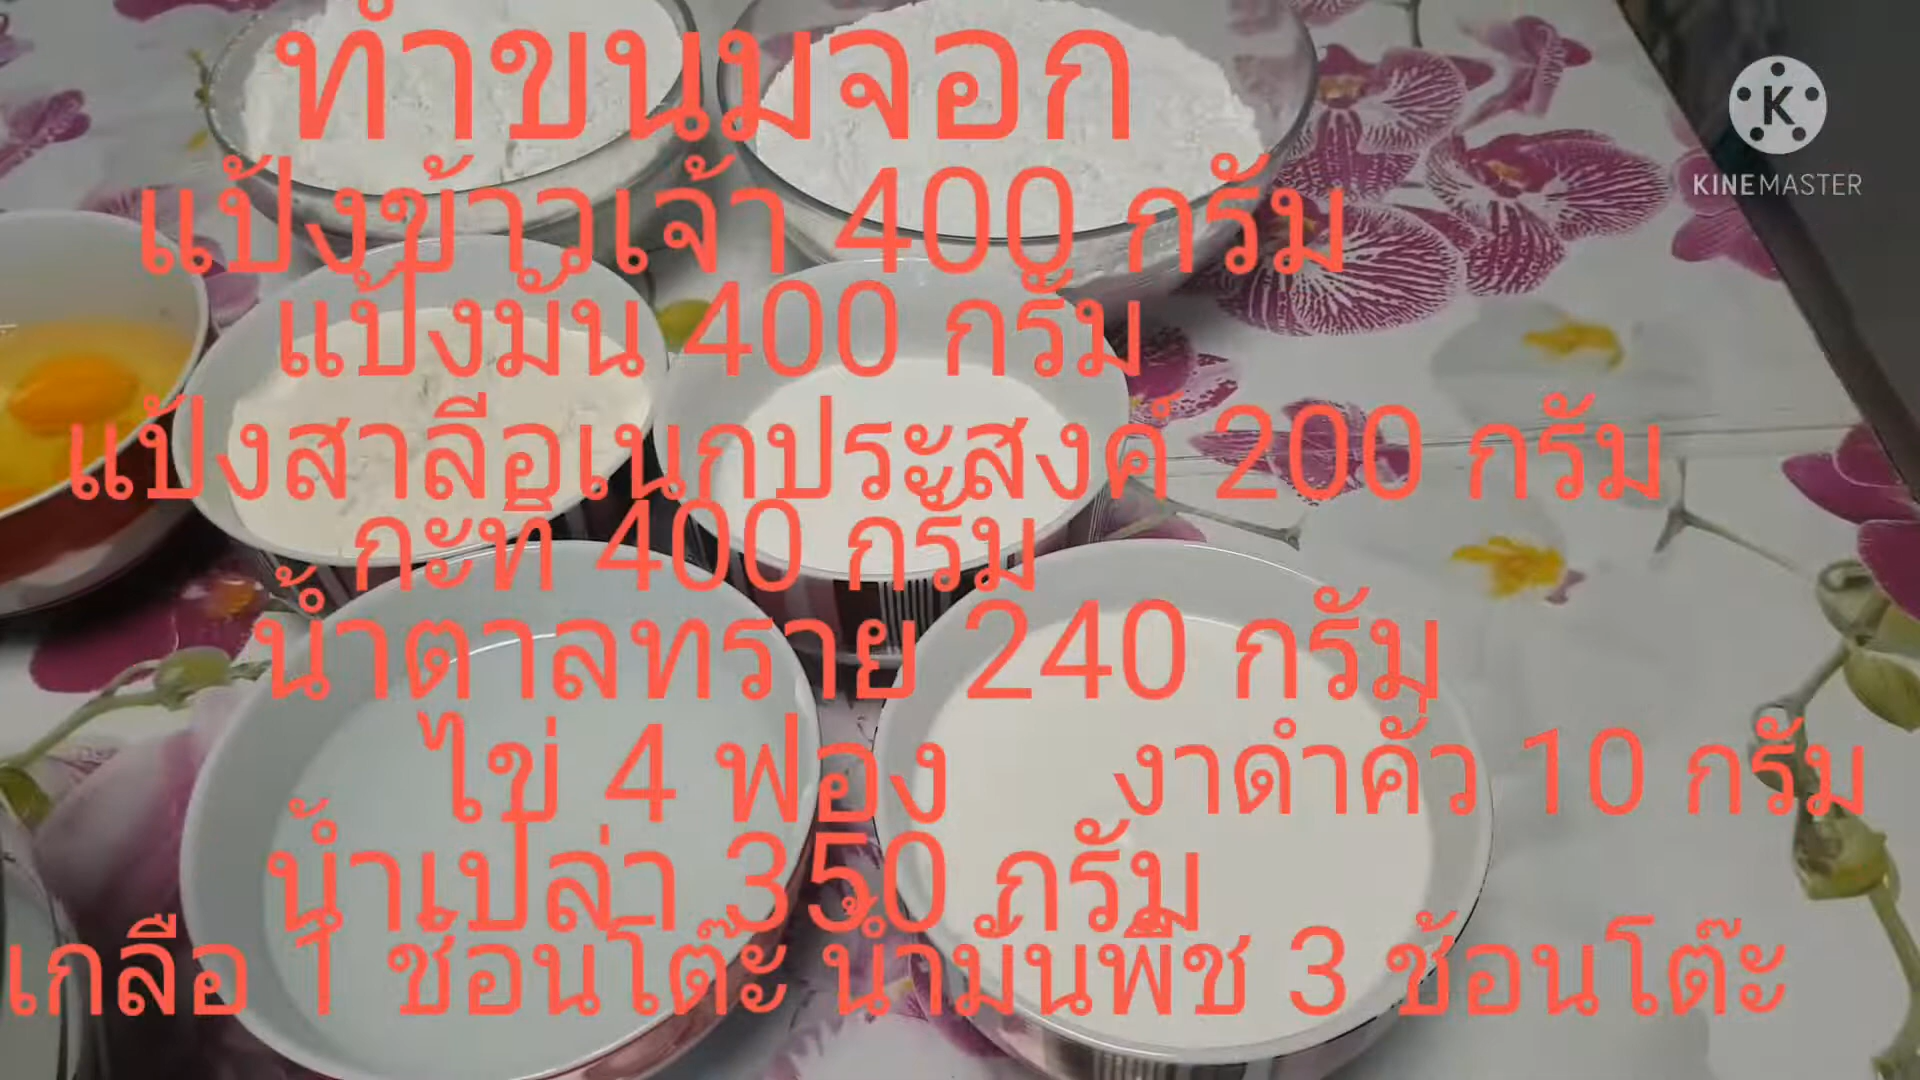 ทำขนมจอก
KINEMASTER
แป้งข้าวเจ้า 400 กรัม
แป้งมัน 400 กรัม
แป้งสาลีอเนกประสงค์ 200 กรัม
กะทิ 400 กรัม
น้ำตาลทราย 240 กรัม
ไข่ 4 ฟอง งาดำคั่ว 10 กรัม
น้ำเปล่า 350 กรัม
เกลือ 1 ช้อนโต๊ะ น้ำมันพืช 3 ช้อนโต๊ะ